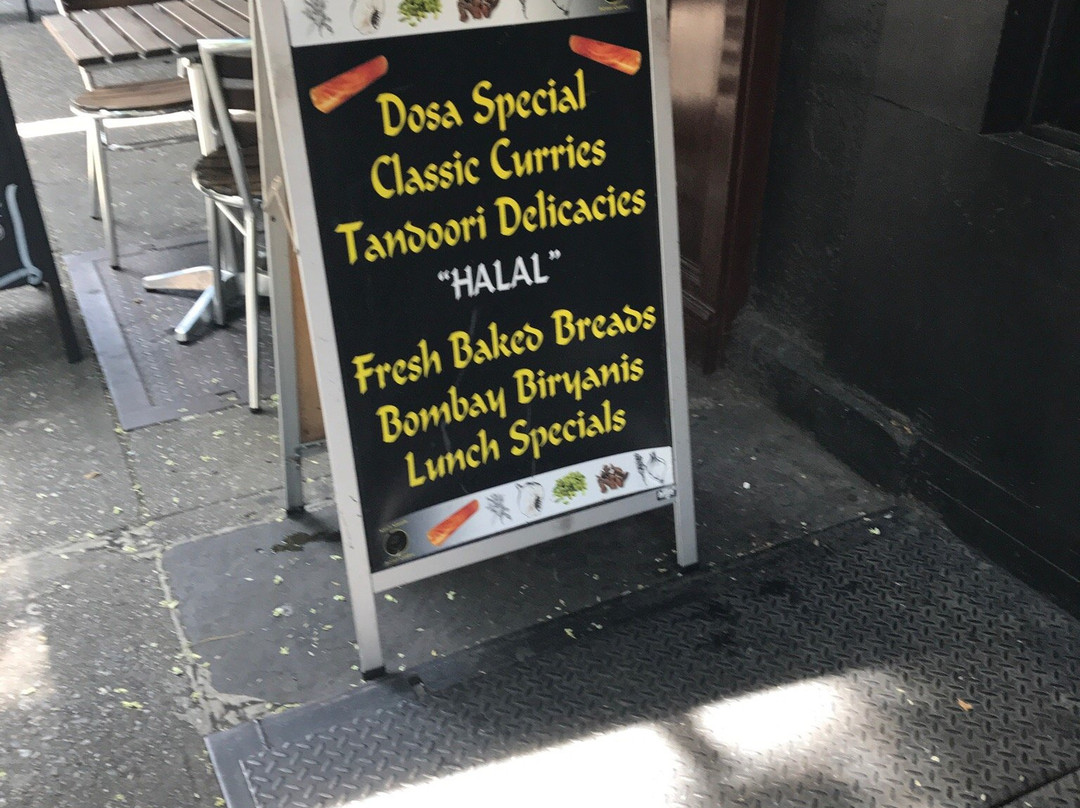 Dosa Special
Classic Curries
Tandoori Delicacies
“HALAL”
Fresh Baked Breads
Bombay Biryanis
Lunch Specials